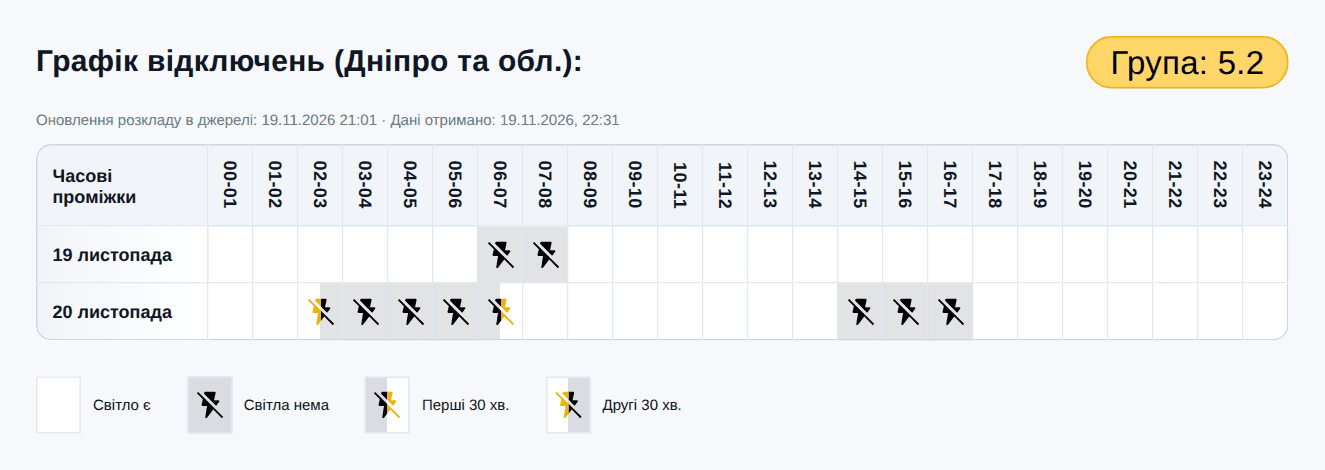 Графік відключень (Дніпро та обл.):
Група: 5.2
Оновлення розкладу в джерелі: 19.11.2026 21:01 · Дані отримано: 19.11.2026, 22:31
Часові
проміжки
00-01
01-02
02-03
03-04
04-05
05-06
06-07
07-08
08-09
09-10
10-11
11-12
12-13
13-14
14-15
15-16
16-17
17-18
18-19
19-20
20-21
21-22
22-23
23-24
19 листопада
20 листопада
Світло є
Світла нема
Перші 30 хв.
Другі 30 хв.